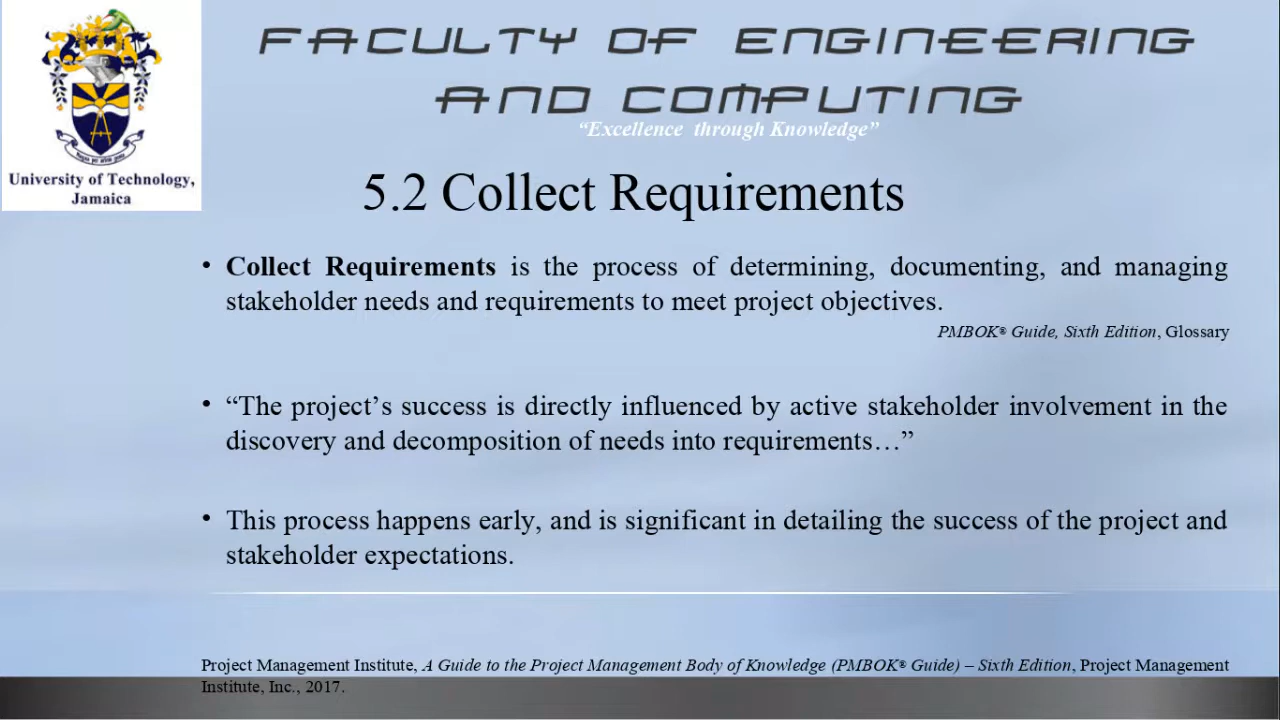 FACULTY OF ENGINEERING
AND COMPUTING
“Excellence through Knowledge”
University of Technology,
Jamaica
5.2 Collect Requirements
• Collect Requirements is the process of determining, documenting, and managing
stakeholder needs and requirements to meet project objectives.
PMBOK® Guide, Sixth Edition, Glossary
• “The project’s success is directly influenced by active stakeholder involvement in the
discovery and decomposition of needs into requirements…”
• This process happens early, and is significant in detailing the success of the project and
stakeholder expectations.
Project Management Institute, A Guide to the Project Management Body of Knowledge (PMBOK® Guide) – Sixth Edition, Project Management
Institute, Inc., 2017.